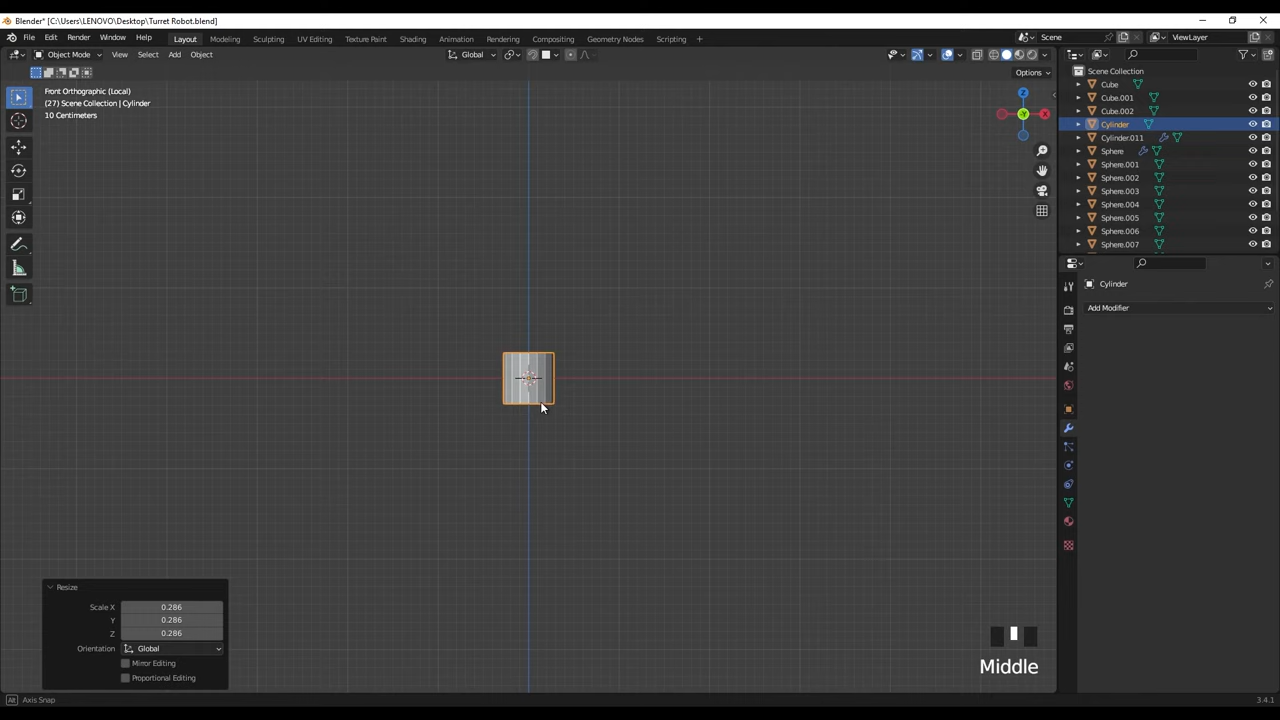 Blender* [C:\Users\LENOVO\Desktop\Turret Robot.blend]
File Edit Render Window Help Layout Modeling Sculpting UV Editing Texture Paint Shading Animation Rendering Compositing Geometry Nodes Scripting Scene ViewLayer
Object Mode View Select Add Object Global
Options
Front Orthographic (Local)
(27) Scene Collection | Cylinder
10 Centimeters
Z
X
Y
Scene Collection
Cube
Cube.001
Cube.002
Cylinder
Cylinder.011
Sphere
Sphere.001
Sphere.002
Sphere.003
Sphere.004
Sphere.005
Sphere.006
Sphere.007
Cylinder
Add Modifier
Resize
Scale X 0.286
Y 0.286
Z 0.286
Orientation Global
Mirror Editing
Proportional Editing
Middle
Alt Axis Snap
3.4.1